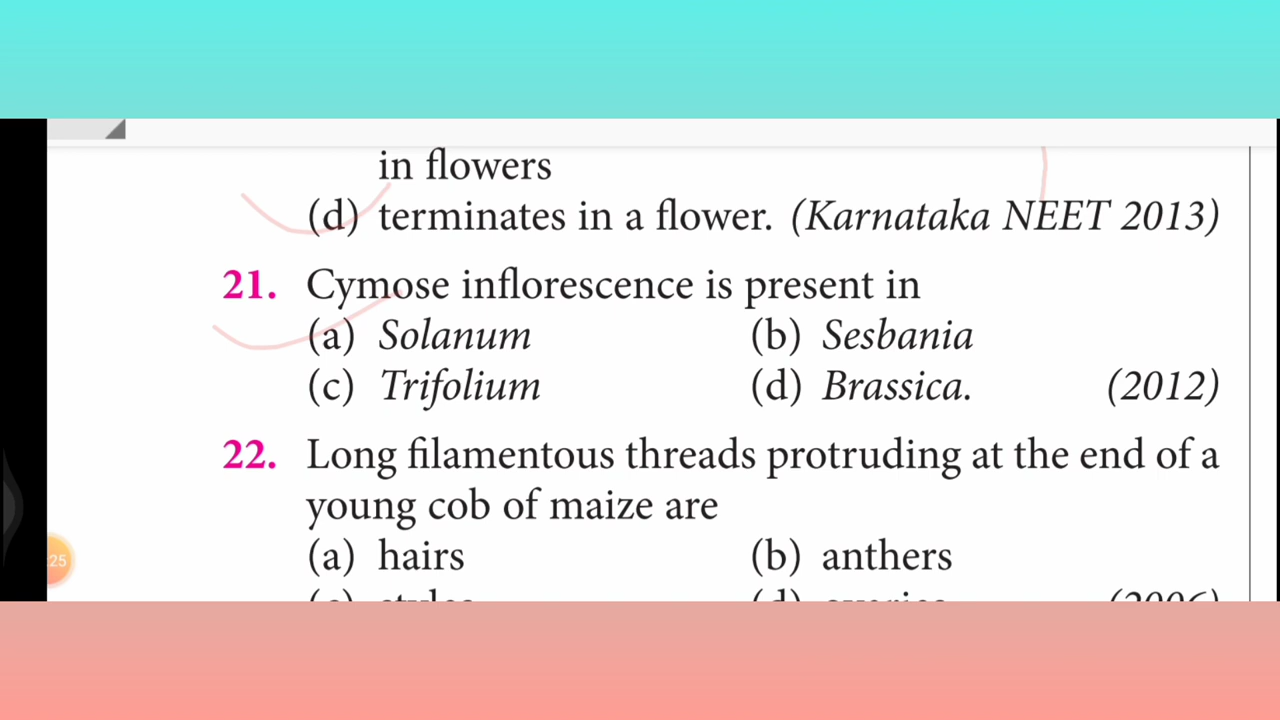 in flowers
(d) terminates in a flower. (Karnataka NEET 2013)
21. Cymose inflorescence is present in
(a) Solanum (b) Sesbania
(c) Trifolium (d) Brassica. (2012)
22. Long filamentous threads protruding at the end of a
young cob of maize are
(a) hairs (b) anthers
25